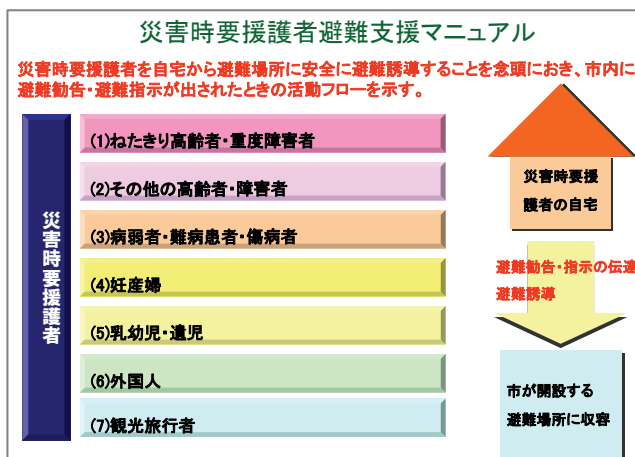 災害時要援護者避難支援マニュアル
災害時要援護者を自宅から避難場所に安全に避難誘導することを念頭におき、市内に
避難勧告・避難指示が出されたときの活動フローを示す。
災害時要援護者
(1)ねたきり高齢者・重度障害者
(2)その他の高齢者・障害者
(3)病弱者・難病患者・傷病者
(4)妊産婦
(5)乳幼児・遺児
(6)外国人
(7)観光旅行者
災害時要援
護者の自宅
避難勧告・指示の伝達
避難誘導
市が開設する
避難場所に収容